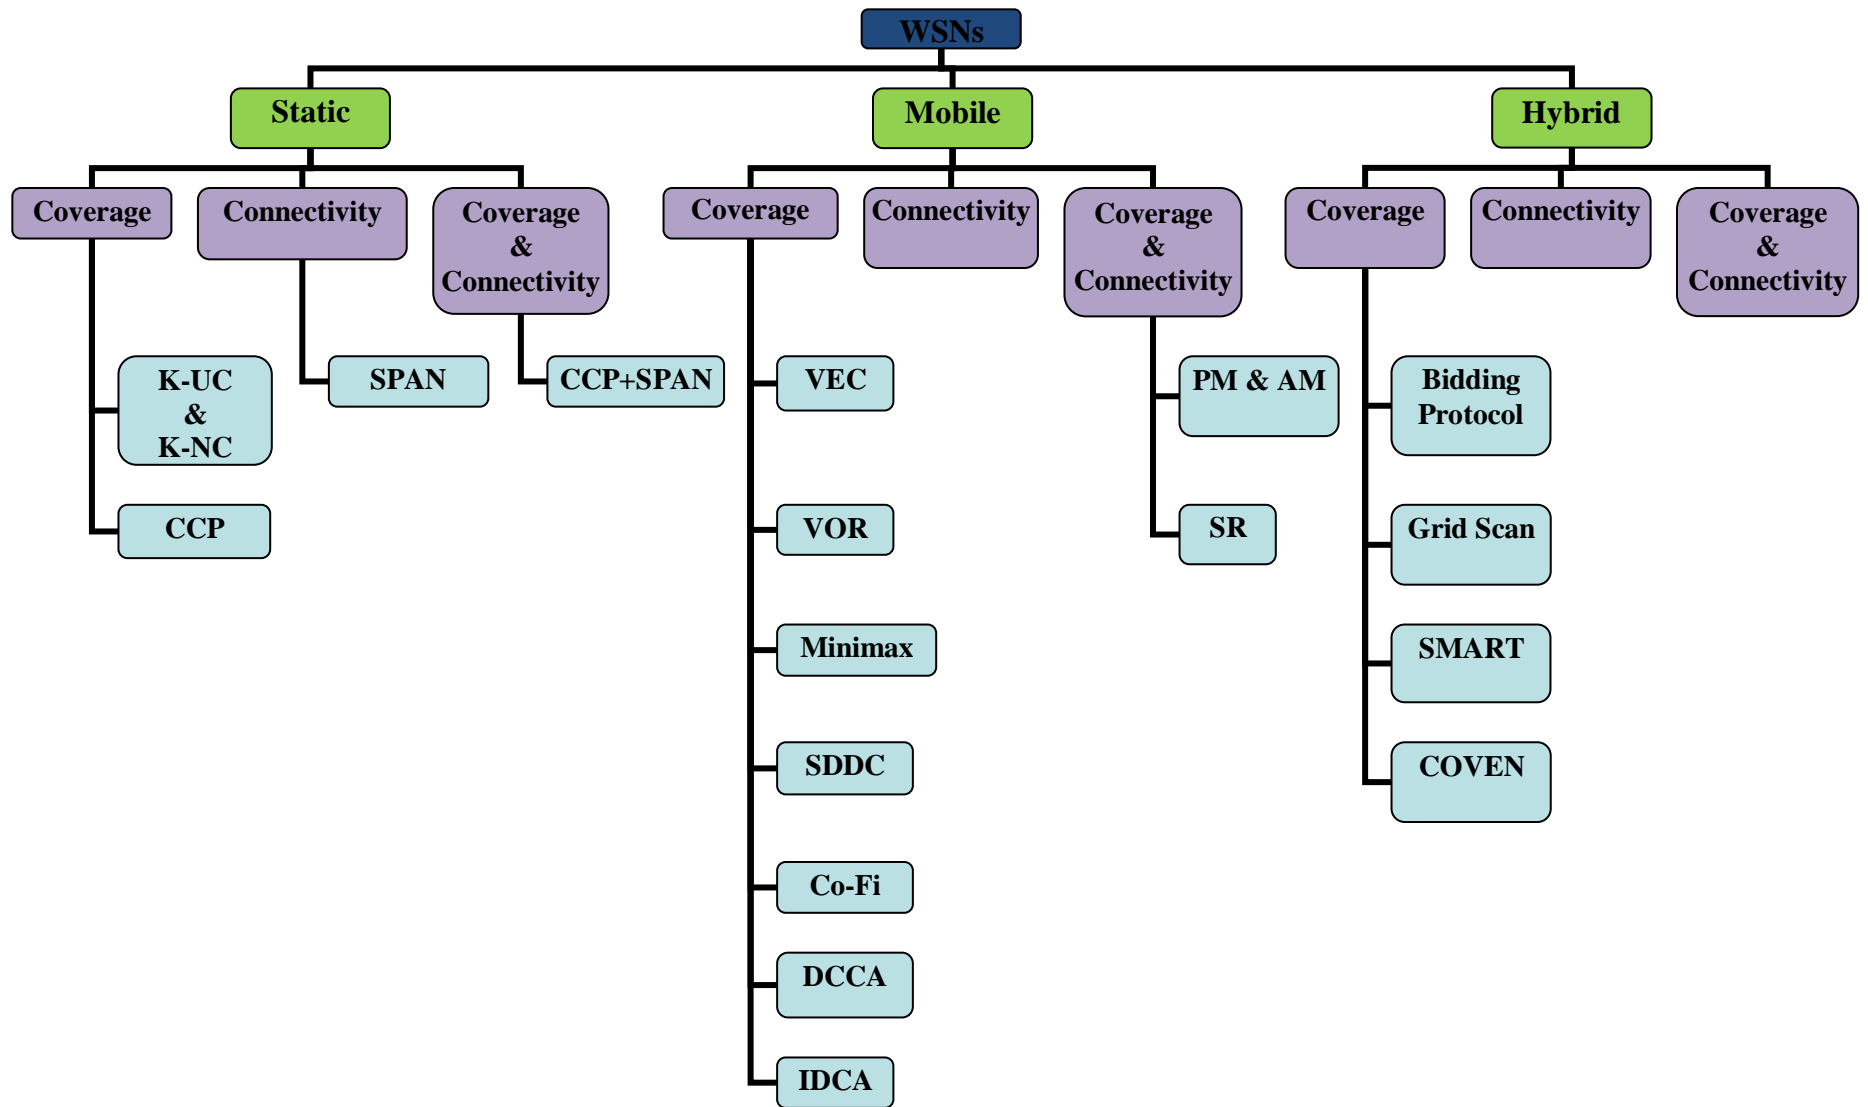 WSNs
Static
Mobile
Hybrid
Coverage
Connectivity
Coverage
&
Connectivity
Coverage
Connectivity
Coverage
&
Connectivity
Coverage
Connectivity
Coverage
&
Connectivity
K-UC
&
K-NC
CCP
SPAN
CCP+SPAN
VEC
VOR
Minimax
SDDC
Co-Fi
DCCA
IDCA
PM & AM
SR
Bidding
Protocol
Grid Scan
SMART
COVEN